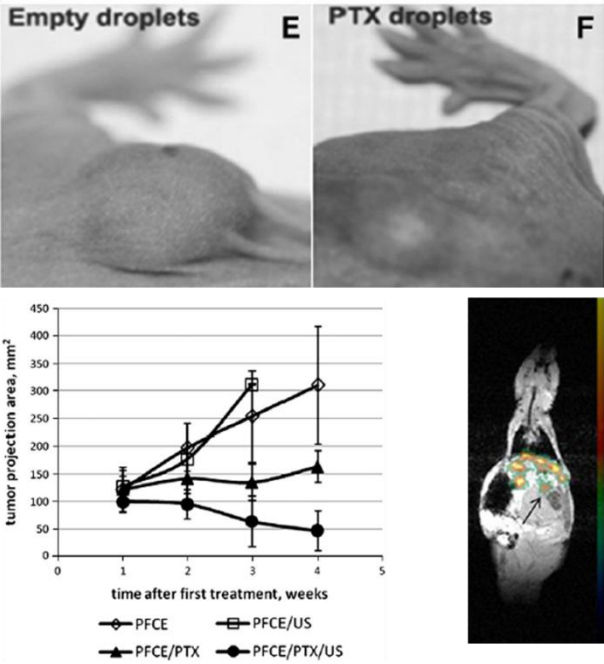 Empty droplets E
PTX droplets F
450
400
350
300
250
200
150
100
50
0
tumor projection area, mm²
0 1 2 3 4 5
time after first treatment, weeks
PFCE PFCE/US
PFCE/PTX PFCE/PTX/US